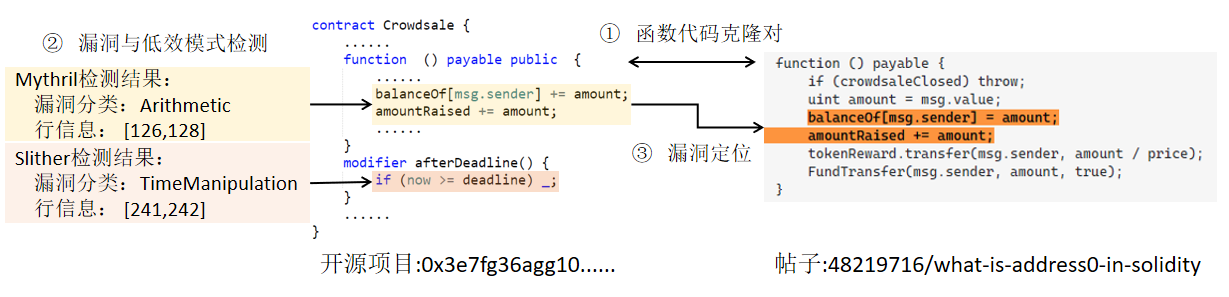 ② 漏洞与低效模式检测
Mythril检测结果：
漏洞分类：Arithmetic
行信息： [126,128]
Slither检测结果：
漏洞分类：TimeManipulation
行信息： [241,242]
contract Crowdsale {
......
function () payable public {
......
balanceOf[msg.sender] += amount;
amountRaised += amount;
......
}
modifier afterDeadline() {
if (now >= deadline) _;
}
......
}
开源项目:0x3e7fg36agg10......
① 函数代码克隆对
③ 漏洞定位
function () payable {
if (crowdsaleClosed) throw;
uint amount = msg.value;
balanceOf[msg.sender] = amount;
amountRaised += amount;
tokenReward.transfer(msg.sender, amount / price);
FundTransfer(msg.sender, amount, true);
}
帖子:48219716/what-is-address0-in-solidity